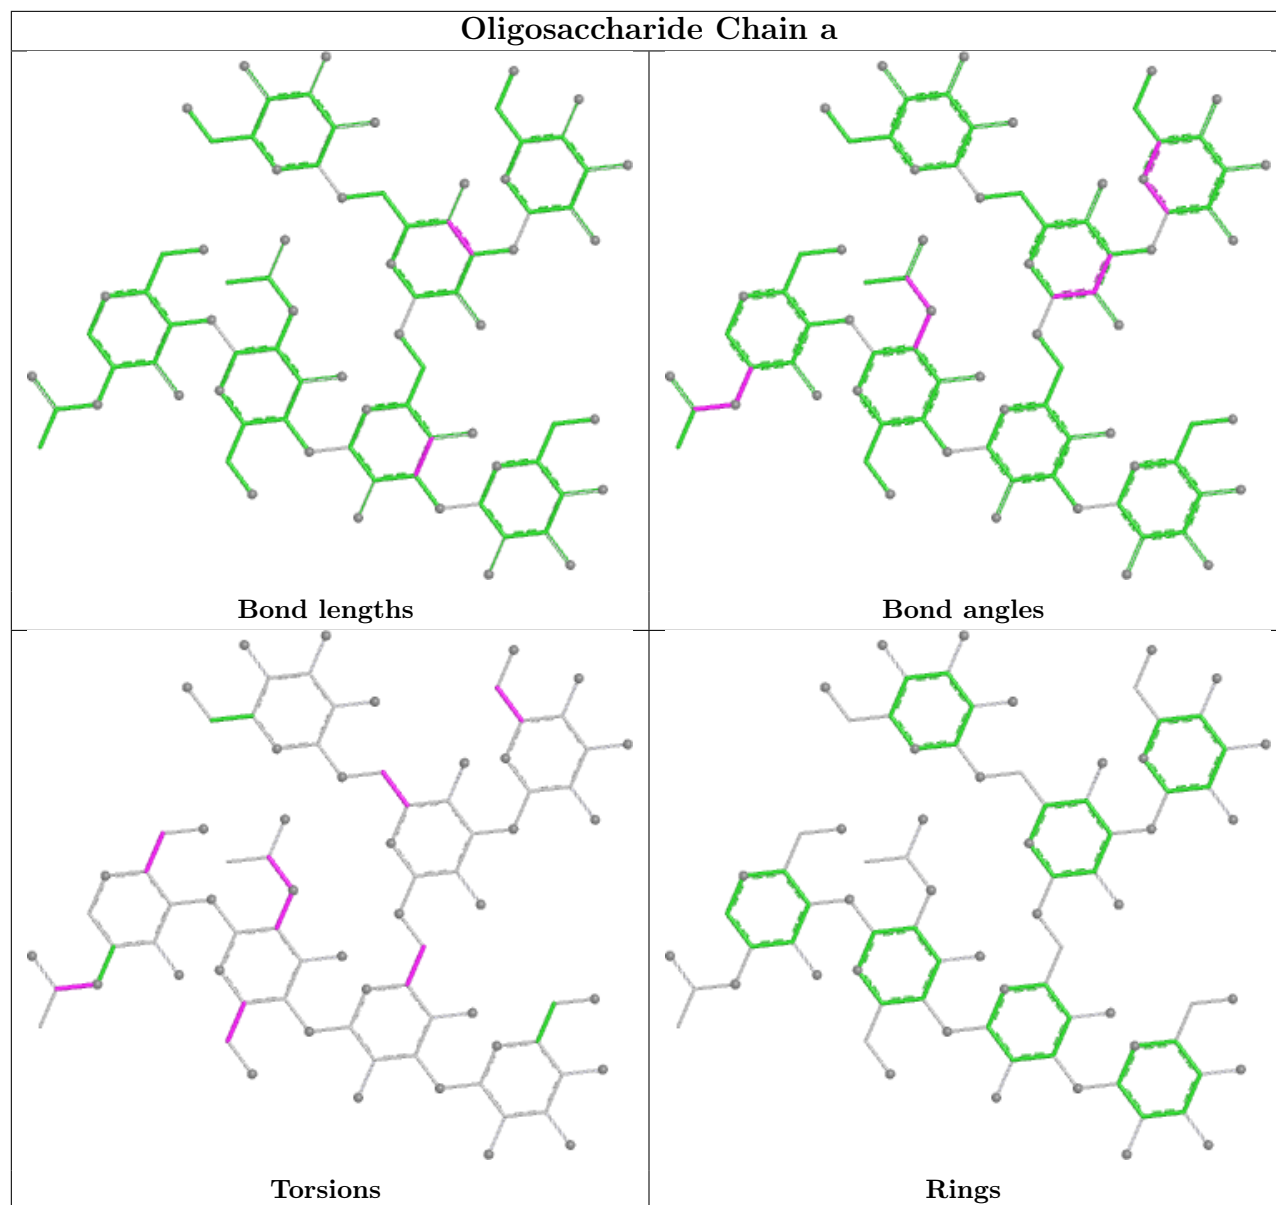 Oligosaccharide Chain a
Bond lengths
Bond angles
Torsions
Rings